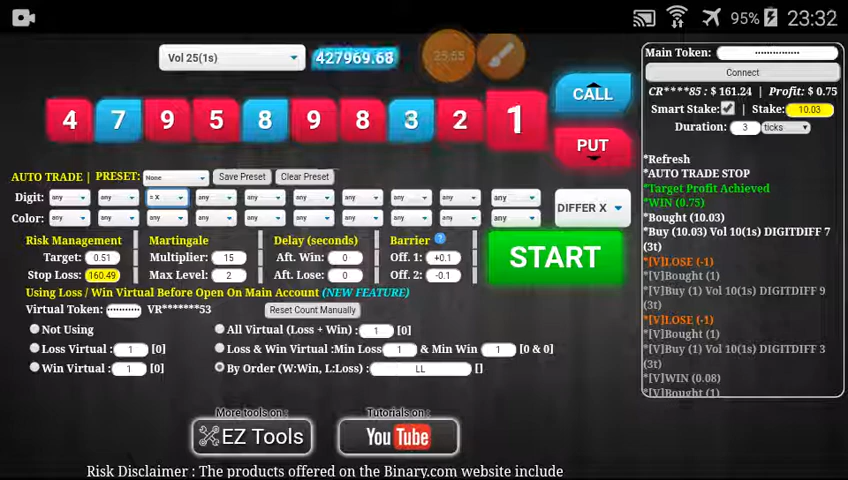 95% 23:32
Vol 25(1s) 427969.68 25:55
4 7 9 5 8 9 8 3 2 1
CALL
PUT
AUTO TRADE | PRESET: None Save Preset Clear Preset
Digit: any any = X any any any any any any any
Color: any any any any any any any any any any
DIFFER X
START
Risk Management
Target: 0.51
Stop Loss: 160.49
Martingale
Multiplier: 15
Max Level: 2
Delay (seconds)
Aft. Win: 0
Aft. Lose: 0
Barrier ?
Off. 1: +0.1
Off. 2: -0.1
Using Loss / Win Virtual Before Open On Main Account (NEW FEATURE)
Virtual Token: ·········· VR*******53 Reset Count Manually
Not Using
All Virtual (Loss + Win) : 1 [0]
Loss Virtual : 1 [0]
Loss & Win Virtual :Min Loss 1 & Min Win 1 [0 & 0]
Win Virtual : 1 [0]
By Order (W:Win, L:Loss) : LL []
More tools on :
EZ Tools
Tutorials on :
YouTube
Risk Disclaimer : The products offered on the Binary.com website include
Main Token: ···············
Connect
CR****85 : $ 161.24 | Profit: $ 0.75
Smart Stake: | Stake: 10.03
Duration: 3 ticks
*Refresh
*AUTO TRADE STOP
*Target Profit Achieved
*WIN (0.75)
*Bought (10.03)
*Buy (10.03) Vol 10(1s) DIGITDIFF 7
(3t)
*[V]LOSE (-1)
*[V]Bought (1)
*[V]Buy (1) Vol 10(1s) DIGITDIFF 9
(3t)
*[V]LOSE (-1)
*[V]Bought (1)
*[V]Buy (1) Vol 10(1s) DIGITDIFF 3
(3t)
*[V]WIN (0.08)
*[V]Bought (1)